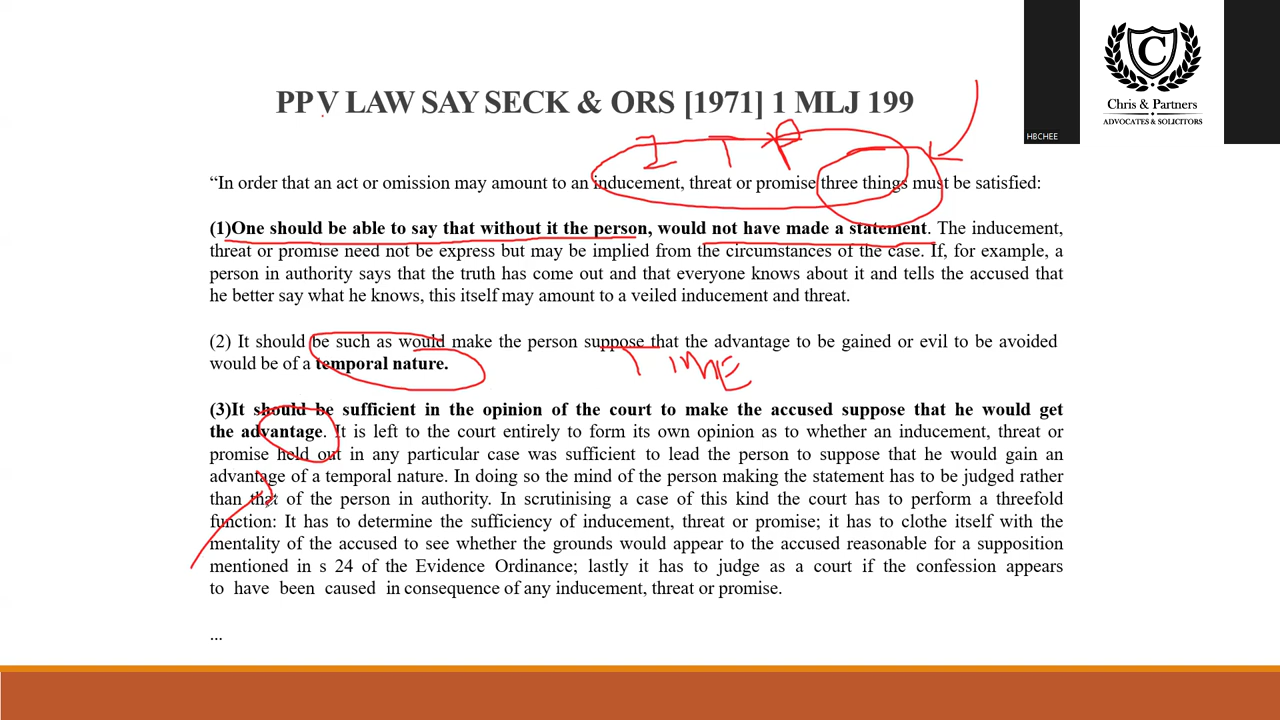 C
Chris & Partners
ADVOCATES & SOLICITORS
HBCHEE
PP V LAW SAY SECK & ORS [1971] 1 MLJ 199
I T P
“In order that an act or omission may amount to an inducement, threat or promise three things must be satisfied:
(1)One should be able to say that without it the person, would not have made a statement. The inducement,
threat or promise need not be express but may be implied from the circumstances of the case. If, for example, a
person in authority says that the truth has come out and that everyone knows about it and tells the accused that
he better say what he knows, this itself may amount to a veiled inducement and threat.
(2) It should be such as would make the person suppose that the advantage to be gained or evil to be avoided
would be of a temporal nature.
TIME
(3)It should be sufficient in the opinion of the court to make the accused suppose that he would get
the advantage. It is left to the court entirely to form its own opinion as to whether an inducement, threat or
promise held out in any particular case was sufficient to lead the person to suppose that he would gain an
advantage of a temporal nature. In doing so the mind of the person making the statement has to be judged rather
than that of the person in authority. In scrutinising a case of this kind the court has to perform a threefold
function: It has to determine the sufficiency of inducement, threat or promise; it has to clothe itself with the
mentality of the accused to see whether the grounds would appear to the accused reasonable for a supposition
mentioned in s 24 of the Evidence Ordinance; lastly it has to judge as a court if the confession appears
to have been caused in consequence of any inducement, threat or promise.
...